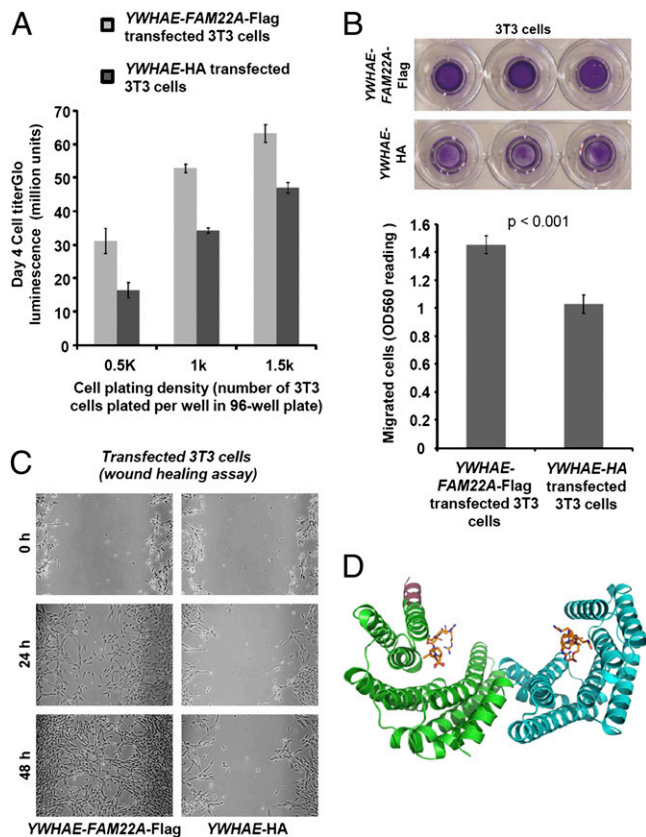 A
YWHAE-FAM22A-Flag
transfected 3T3 cells
YWHAE-HA transfected
3T3 cells
Day 4 Cell titerGlo
luminescence (million units)
70
60
50
40
30
20
10
0
0.5K 1k 1.5k
Cell plating density (number of 3T3
cells plated per well in 96-well plate)
B
3T3 cells
YWHAE-
FAM22A-
Flag
YWHAE-
HA
Migrated cells (OD560 reading )
p < 0.001
1.6
1.4
1.2
1
0.8
0.6
0.4
0.2
0
YWHAE-
FAM22A-Flag
transfected 3T3
cells
YWHAE-HA
transfected
3T3 cells
C
Transfected 3T3 cells
(wound healing assay)
0 h
24 h
48 h
YWHAE-FAM22A-Flag YWHAE-HA
D